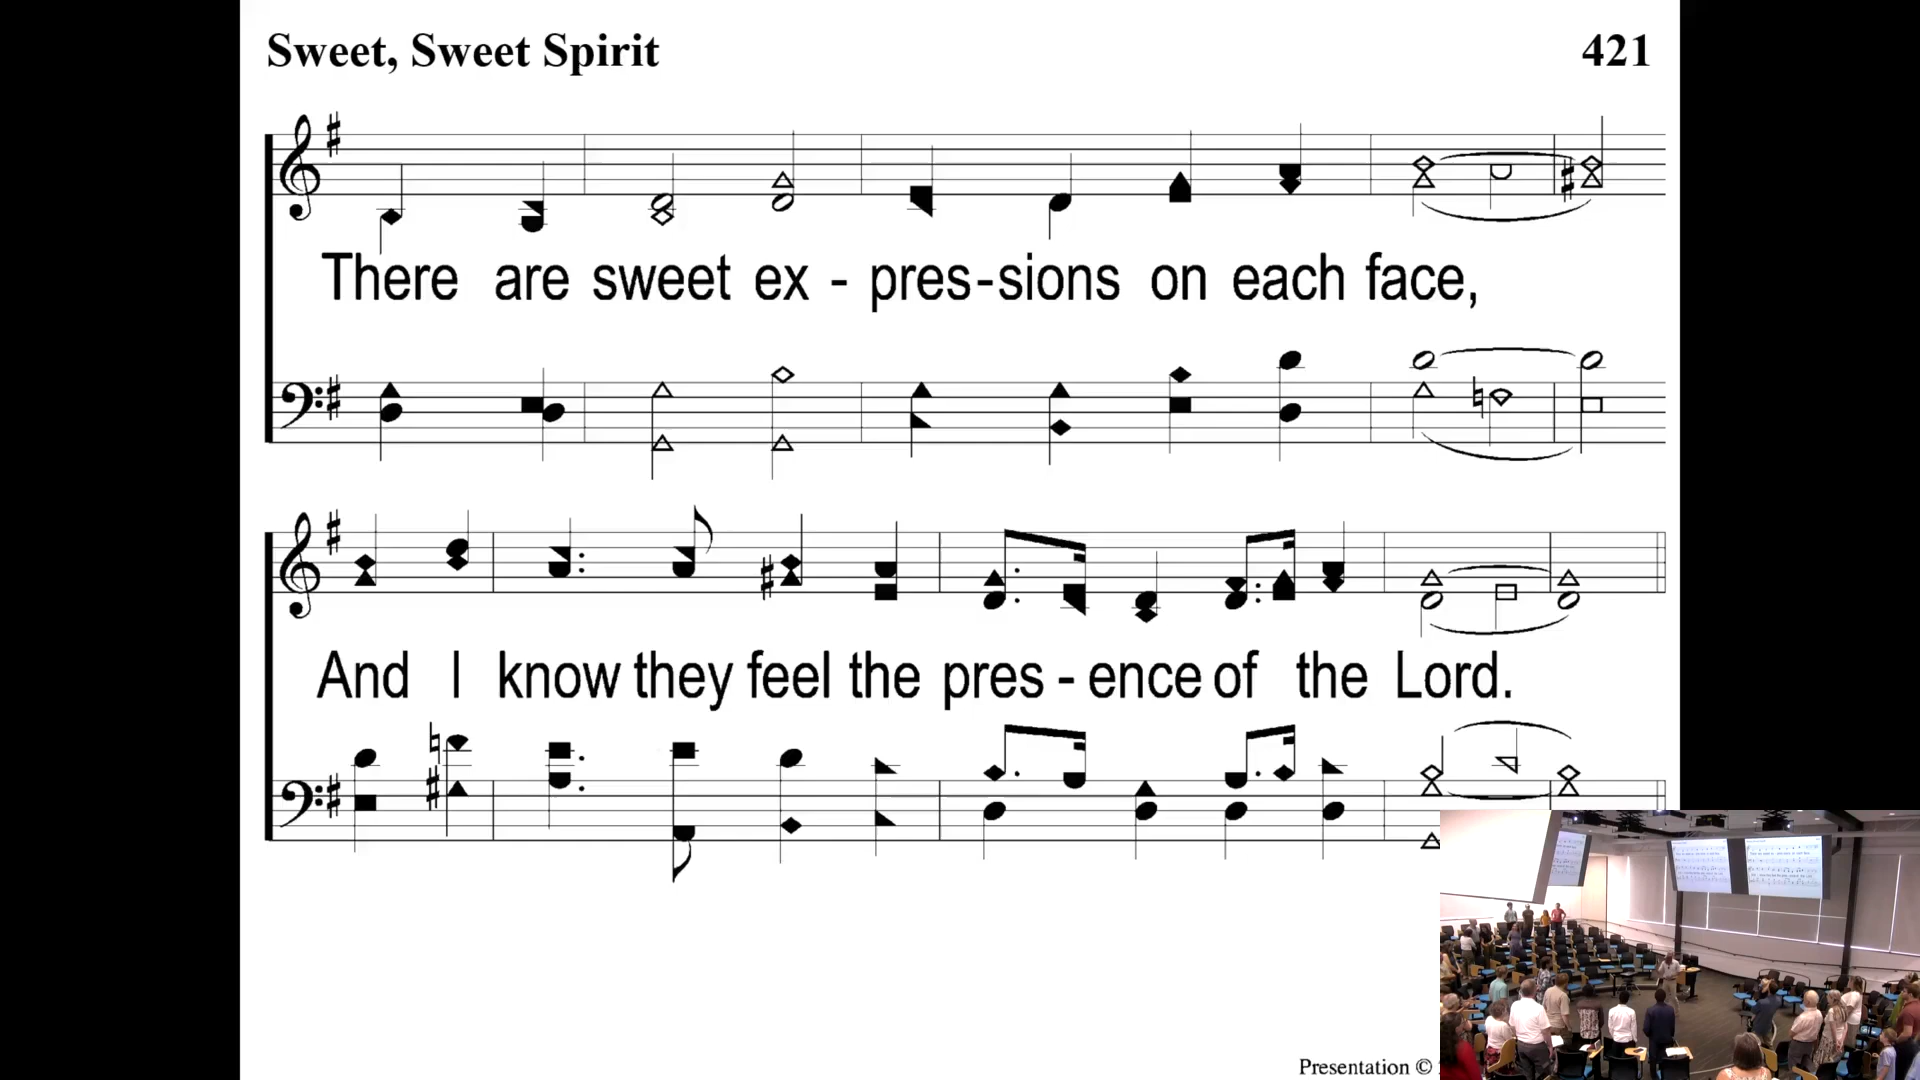 Sweet, Sweet Spirit 421
There are sweet ex - pres - sions on each face,
And I know they feel the pres - ence of the Lord.
Presentation ©